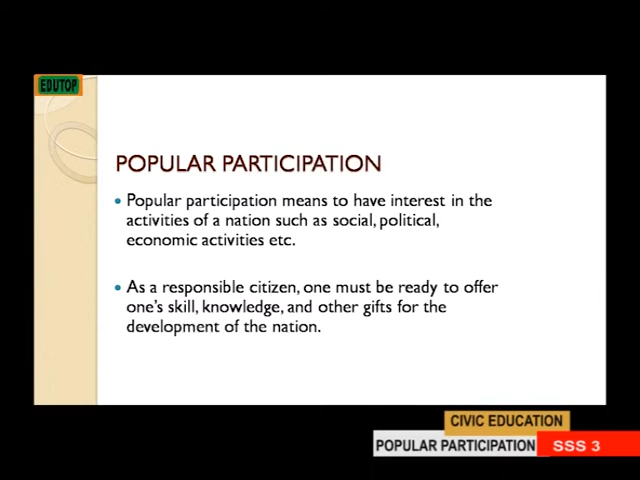 EDUTOP
POPULAR PARTICIPATION
Popular participation means to have interest in the
activities of a nation such as social, political,
economic activities etc.
As a responsible citizen, one must be ready to offer
one's skill, knowledge, and other gifts for the
development of the nation.
CIVIC EDUCATION
POPULAR PARTICIPATION SSS 3